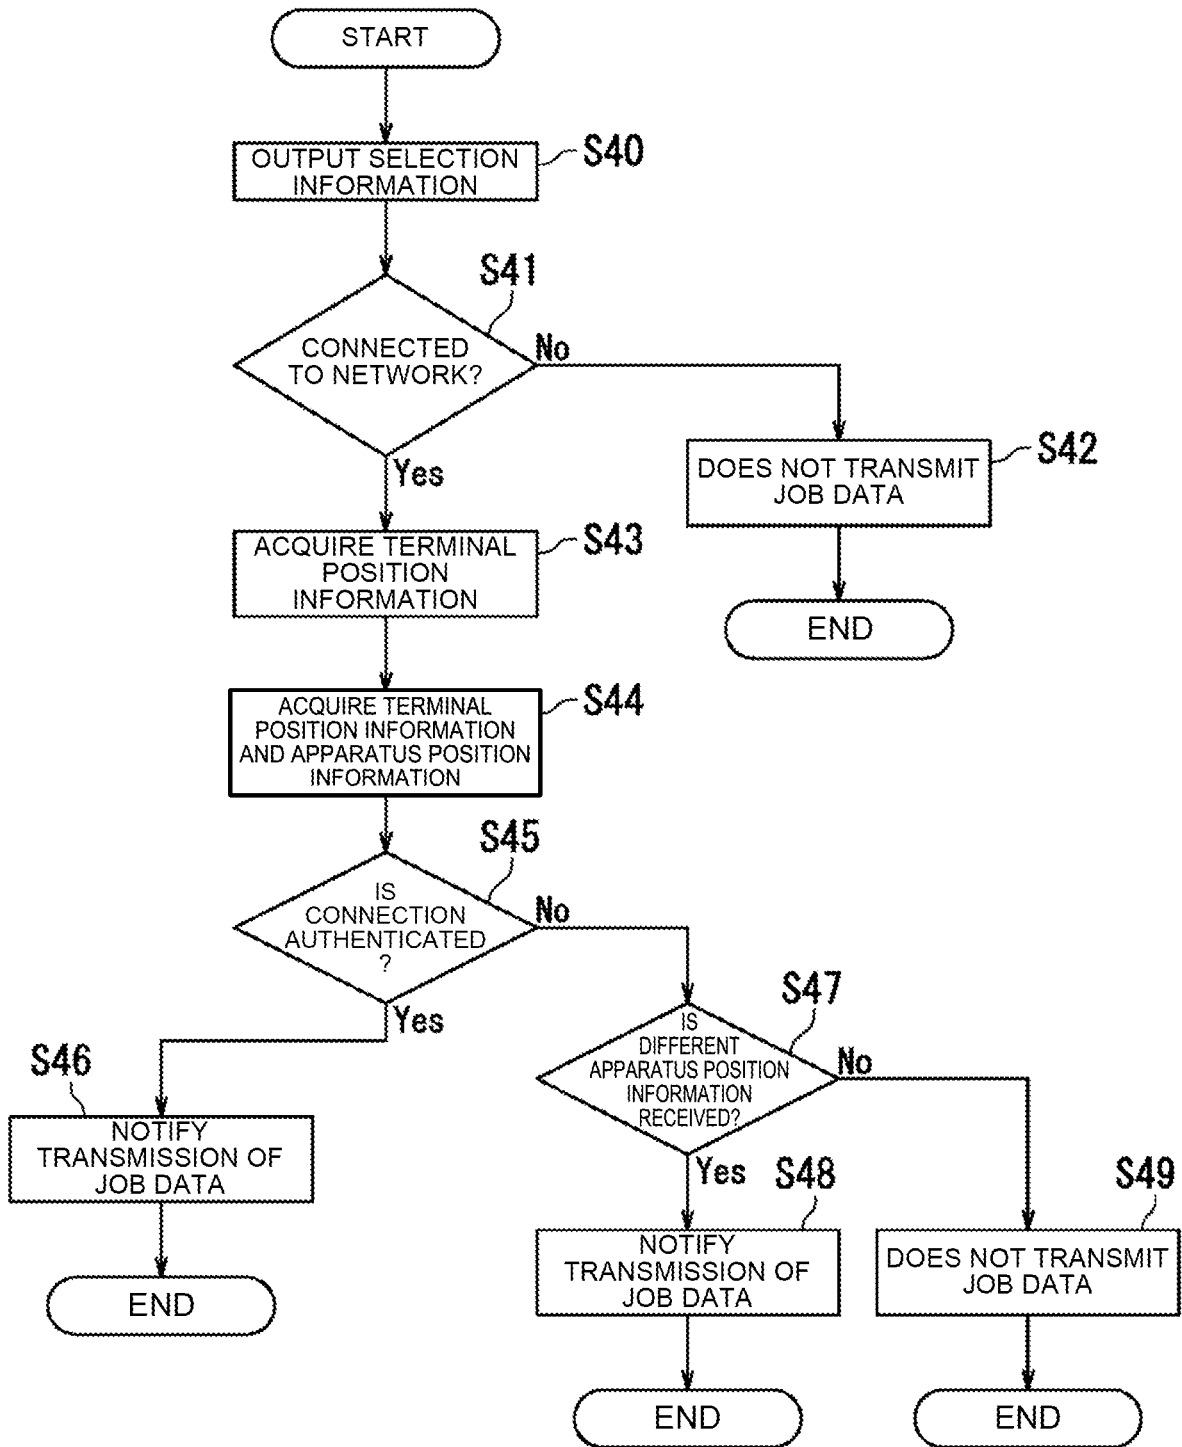 START
OUTPUT SELECTION
INFORMATION
S40
S41
CONNECTED
TO NETWORK?
No
Yes
DOES NOT TRANSMIT
JOB DATA
S42
END
ACQUIRE TERMINAL
POSITION
INFORMATION
S43
ACQUIRE TERMINAL
POSITION INFORMATION
AND APPARATUS POSITION
INFORMATION
S44
S45
IS
CONNECTION
AUTHENTICATED
?
No
Yes
S46
NOTIFY
TRANSMISSION OF
JOB DATA
END
S47
IS
DIFFERENT
APPARATUS POSITION
INFORMATION
RECEIVED?
No
Yes
S48
NOTIFY
TRANSMISSION OF
JOB DATA
END
S49
DOES NOT TRANSMIT
JOB DATA
END